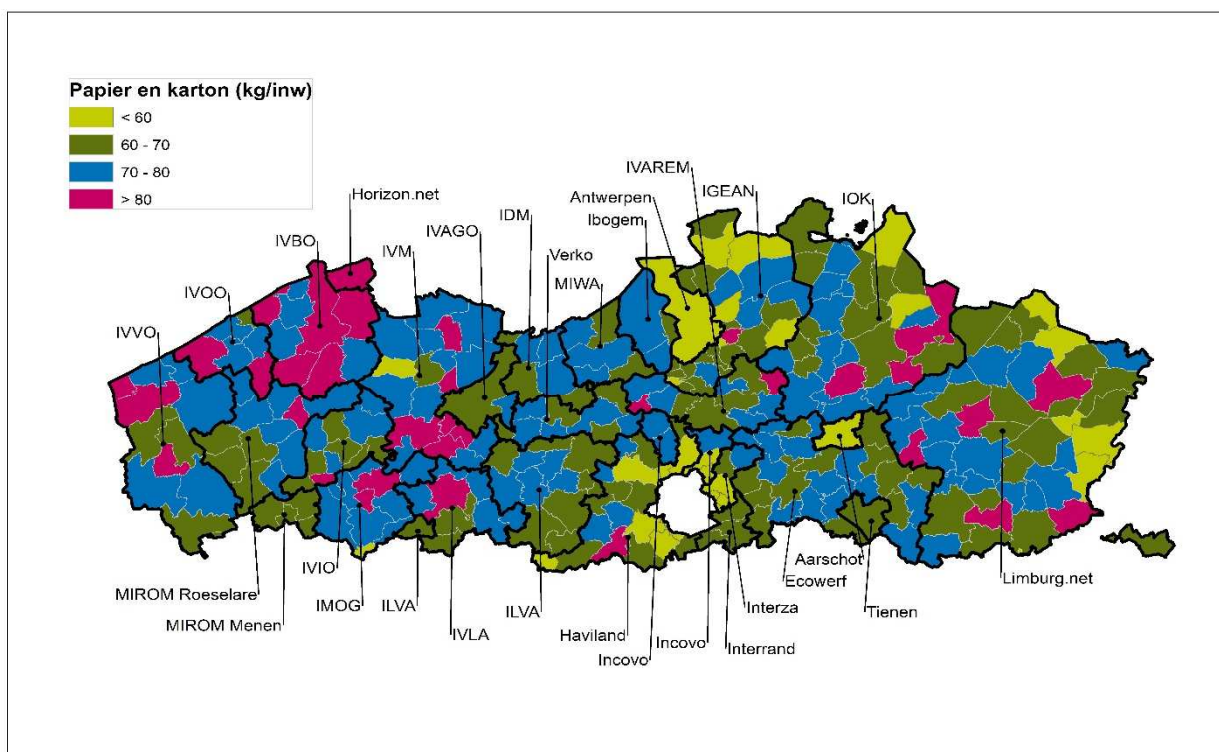 Papier en karton (kg/inw)
< 60
60 - 70
70 - 80
> 80
Horizon.net
IVBO
IVOO
IVVO
IVM
IVAGO
IDM
Verko
MIWA
IVAREM
Antwerpen
Ibogem
IGEAN
IOK
MIROM Roeselare
MIROM Menen
IVIO
IMOG
ILVA
IVLA
ILVA
Haviland
Incovo
Incovo
Interrand
Interza
Aarschot
Ecowerf
Tienen
Limburg.net